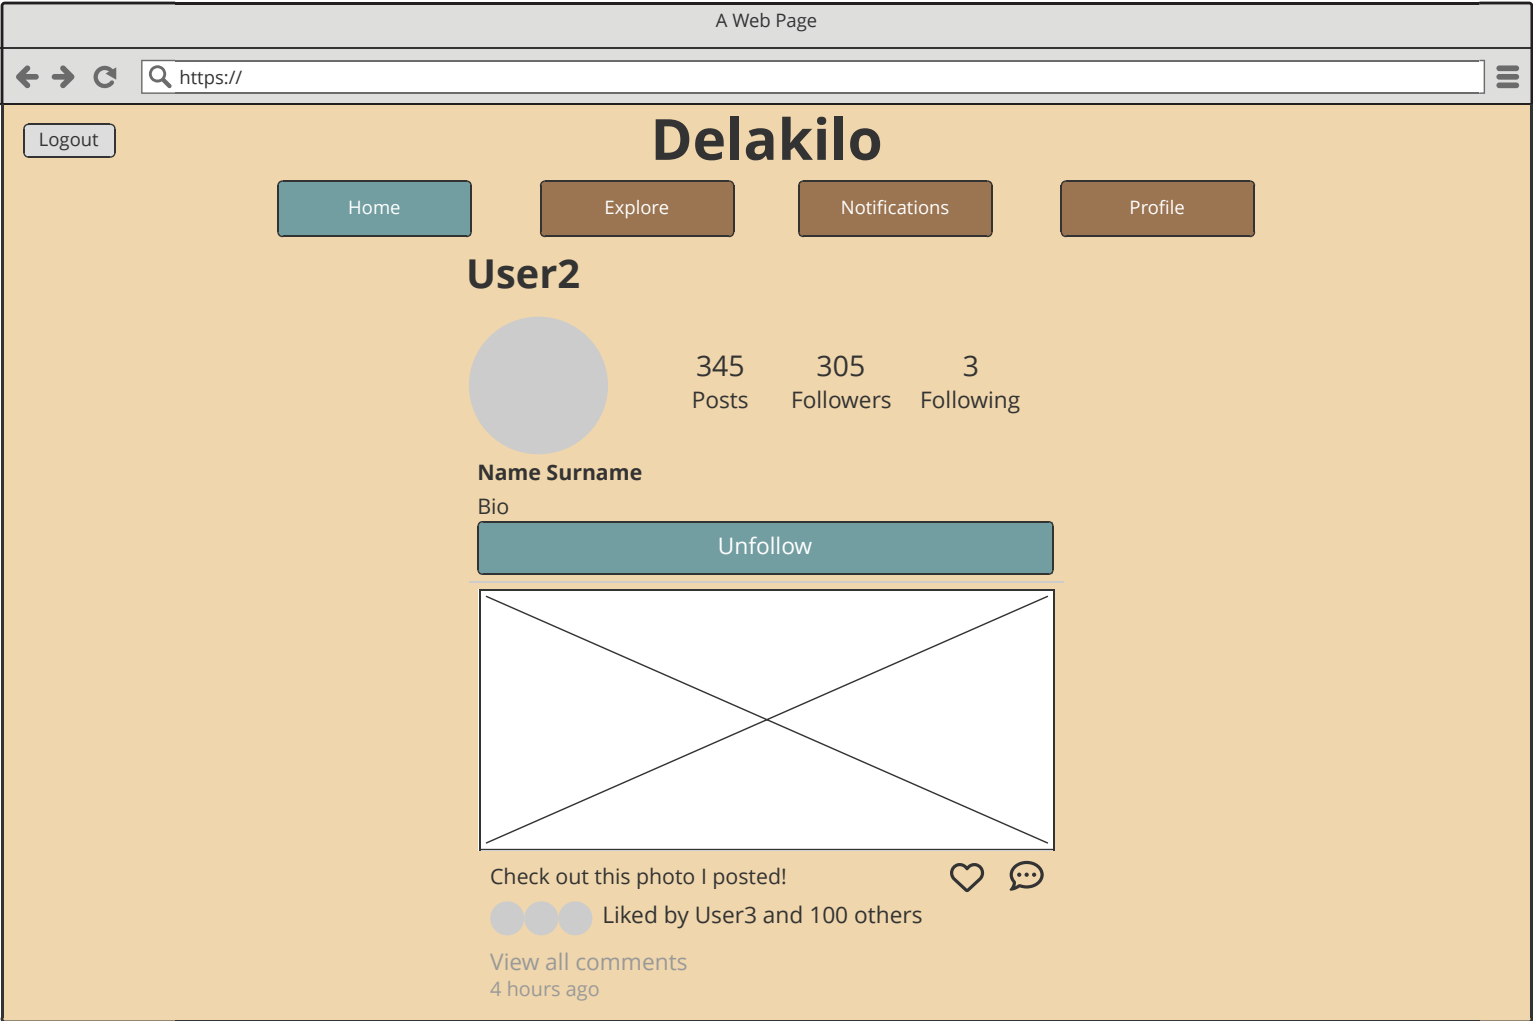 A Web Page
https://
Logout
Delakilo
Home
Explore
Notifications
Profile
User2
345
Posts
305
Followers
3
Following
Name Surname
Bio
Unfollow
Check out this photo I posted!
Liked by User3 and 100 others
View all comments
4 hours ago